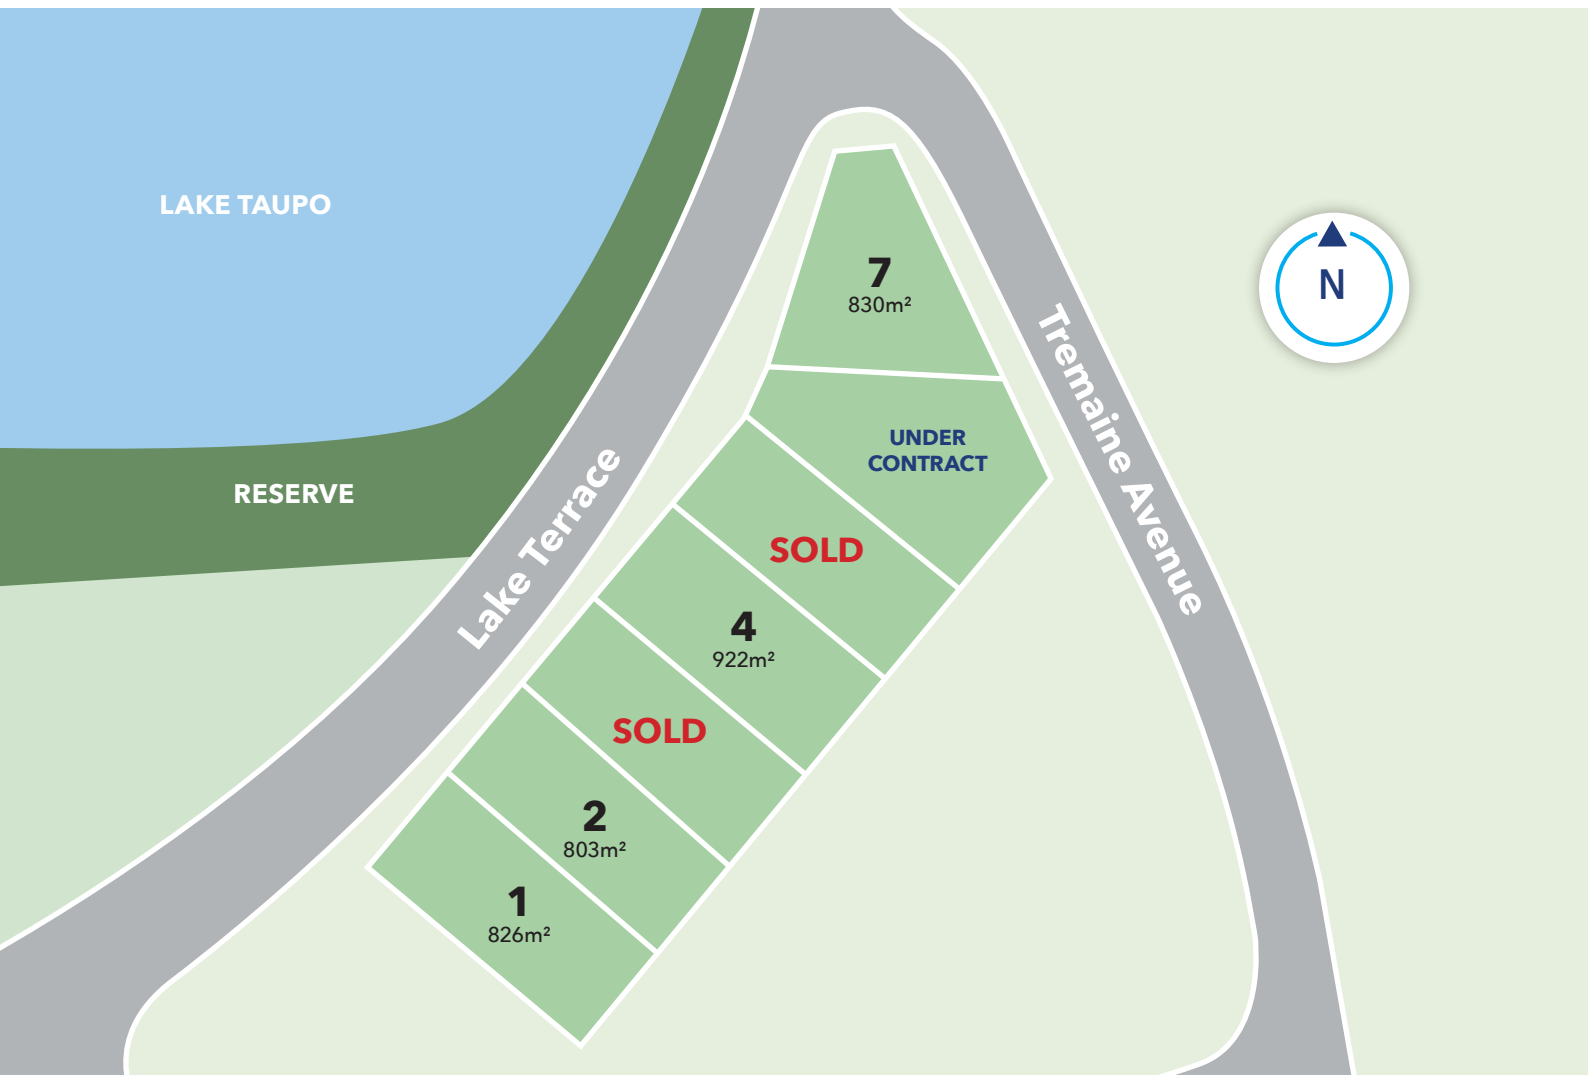 LAKE TAUPO
N
7
830m²
Tremaine Avenue
UNDER
CONTRACT
RESERVE
Lake Terrace
SOLD
4
922m²
SOLD
2
803m²
1
826m²